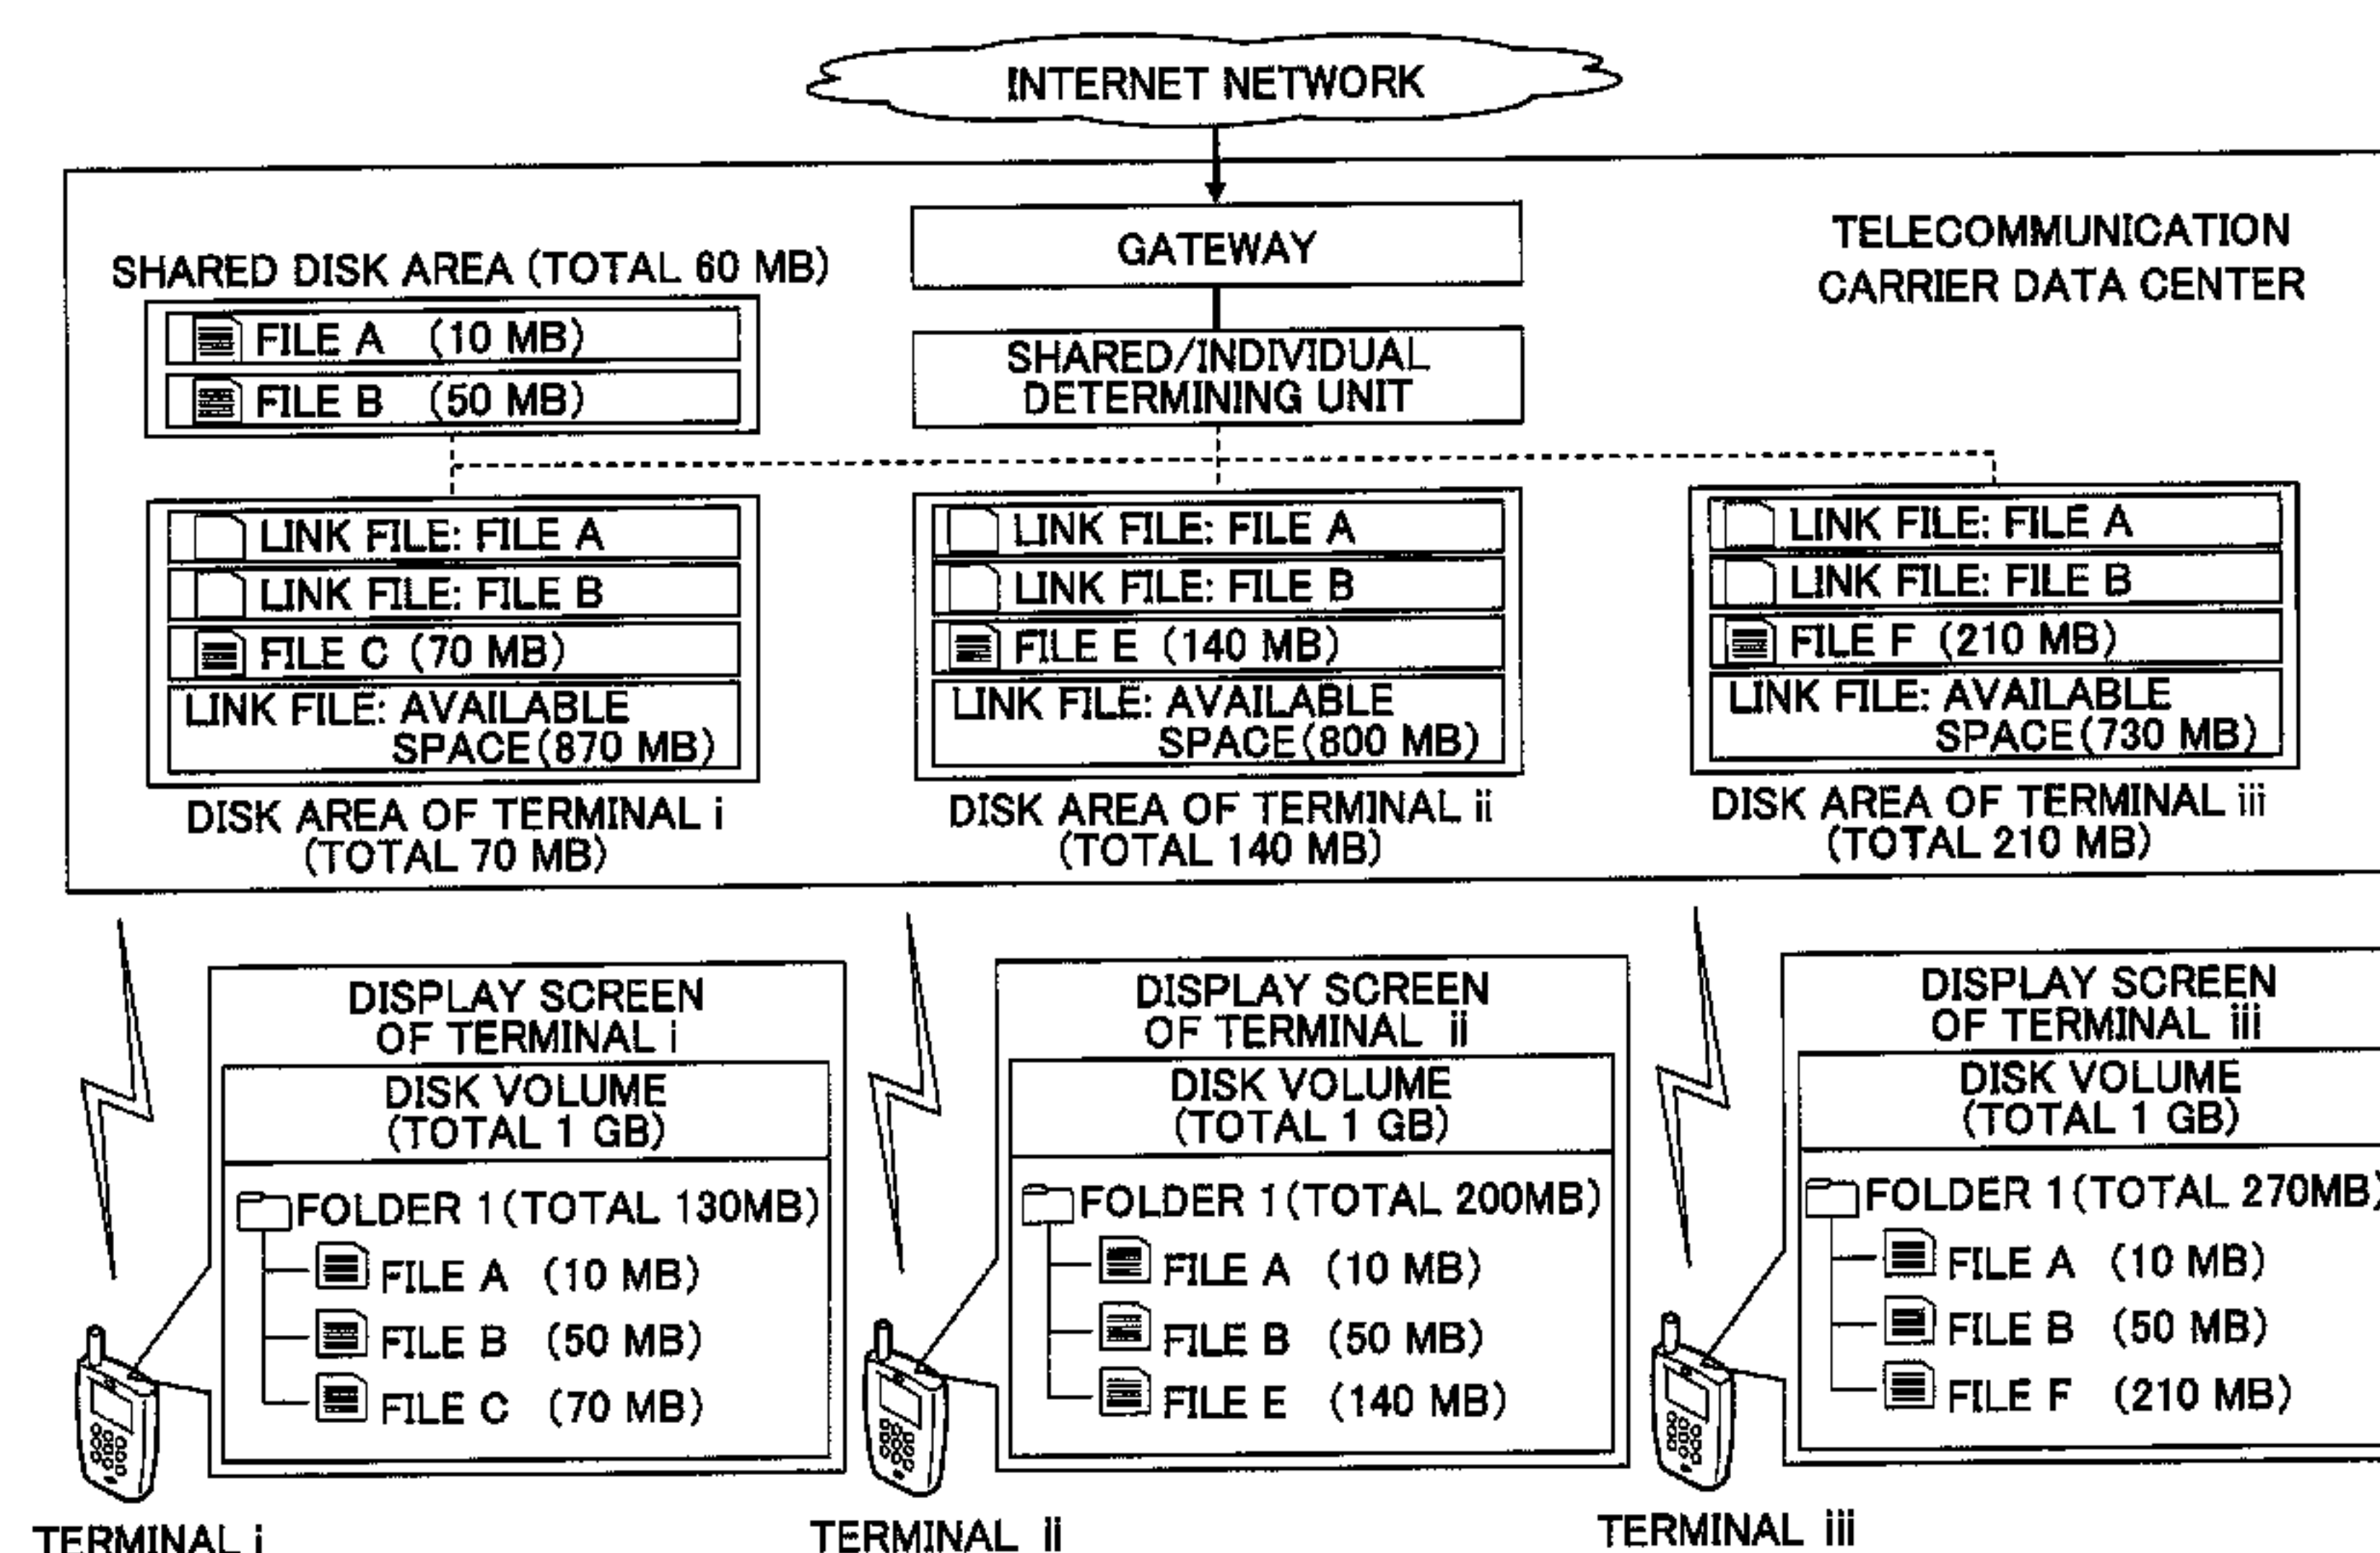 INTERNET NETWORK
GATEWAY
TELECOMMUNICATION
CARRIER DATA CENTER
SHARED DISK AREA (TOTAL 60 MB)
FILE A (10 MB)
FILE B (50 MB)
SHARED/INDIVIDUAL
DETERMINING UNIT
LINK FILE: FILE A
LINK FILE: FILE B
FILE C (70 MB)
LINK FILE: AVAILABLE
SPACE(870 MB)
DISK AREA OF TERMINAL i
(TOTAL 70 MB)
LINK FILE: FILE A
LINK FILE: FILE B
FILE E (140 MB)
LINK FILE: AVAILABLE
SPACE(800 MB)
DISK AREA OF TERMINAL ii
(TOTAL 140 MB)
LINK FILE: FILE A
LINK FILE: FILE B
FILE F (210 MB)
LINK FILE: AVAILABLE
SPACE(730 MB)
DISK AREA OF TERMINAL iii
(TOTAL 210 MB)
DISPLAY SCREEN
OF TERMINAL i
DISK VOLUME
(TOTAL 1 GB)
FOLDER 1(TOTAL 130MB)
FILE A (10 MB)
FILE B (50 MB)
FILE C (70 MB)
TERMINAL i
DISPLAY SCREEN
OF TERMINAL ii
DISK VOLUME
(TOTAL 1 GB)
FOLDER 1(TOTAL 200MB)
FILE A (10 MB)
FILE B (50 MB)
FILE E (140 MB)
TERMINAL ii
DISPLAY SCREEN
OF TERMINAL iii
DISK VOLUME
(TOTAL 1 GB)
FOLDER 1(TOTAL 270MB)
FILE A (10 MB)
FILE B (50 MB)
FILE F (210 MB)
TERMINAL iii